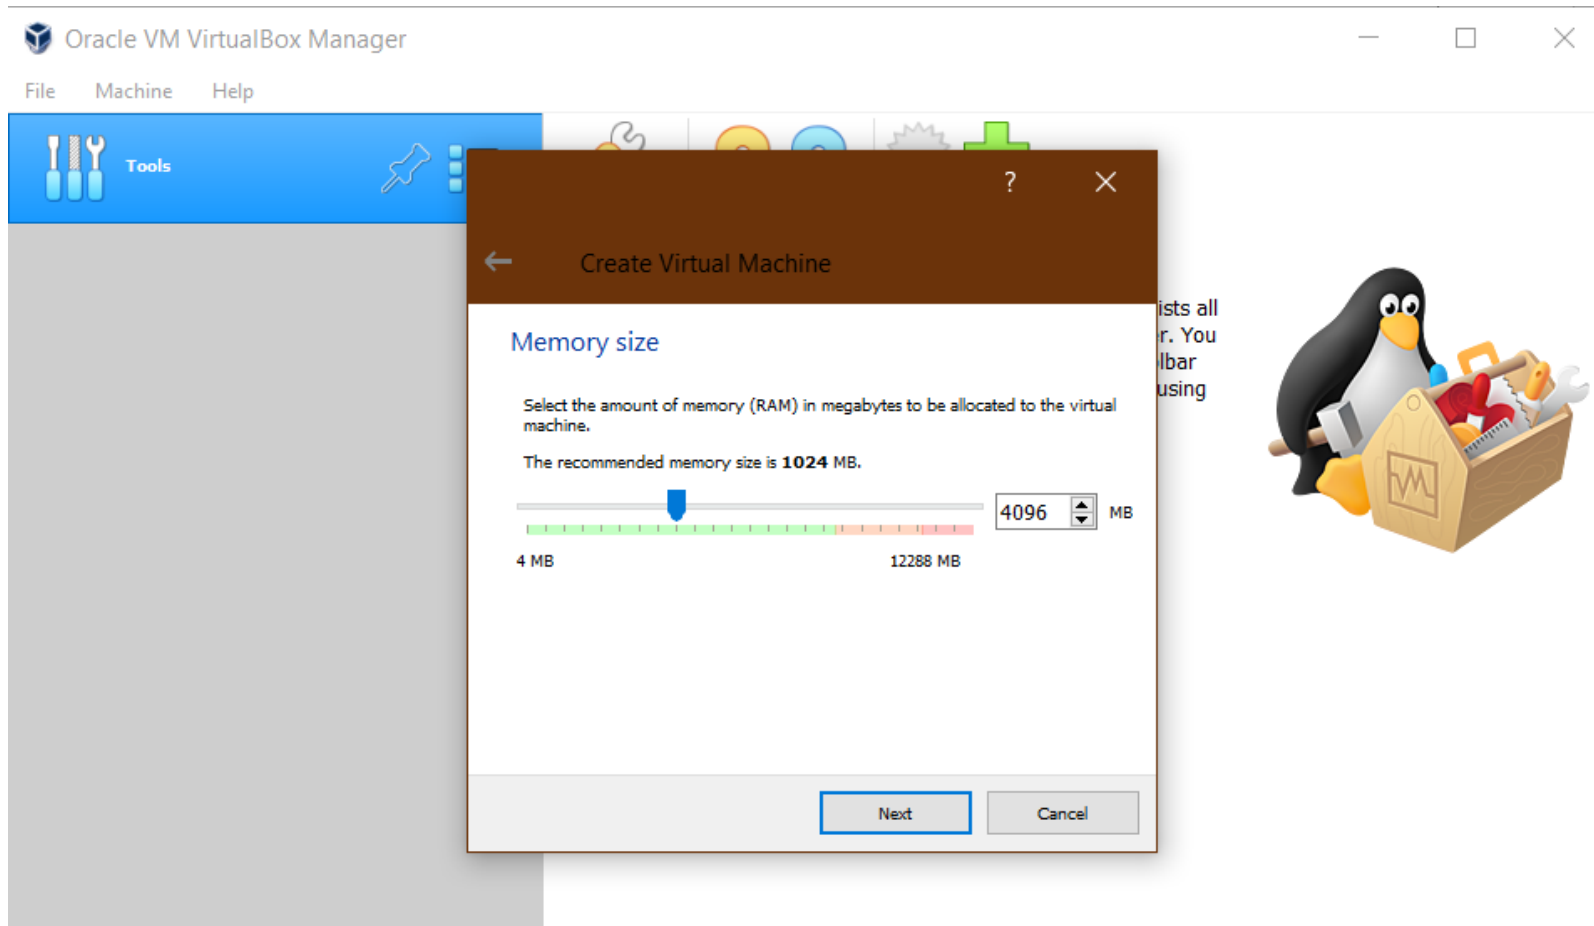 Oracle VM VirtualBox Manager
File Machine Help
Tools
?
Create Virtual Machine
ists all
r. You
lbar
using
Memory size
Select the amount of memory (RAM) in megabytes to be allocated to the virtual
machine.
The recommended memory size is 1024 MB.
4096 MB
4 MB 12288 MB
Next Cancel